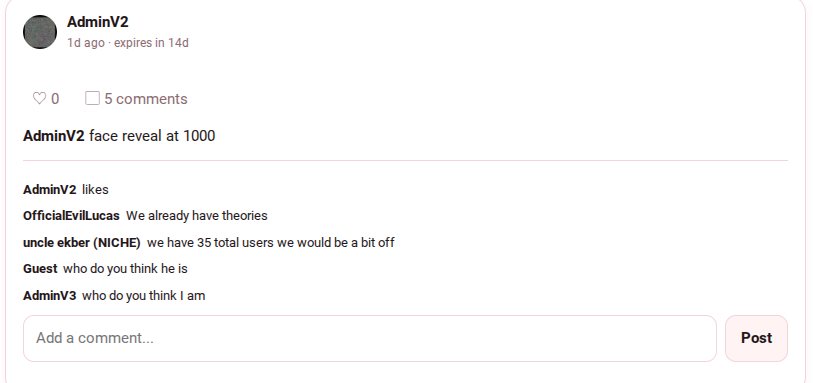 AdminV2
1d ago · expires in 14d
♡ 0 5 comments
AdminV2 face reveal at 1000
AdminV2 likes
OfficialEvilLucas We already have theories
uncle ekber (NICHE) we have 35 total users we would be a bit off
Guest who do you think he is
AdminV3 who do you think I am
Add a comment... Post